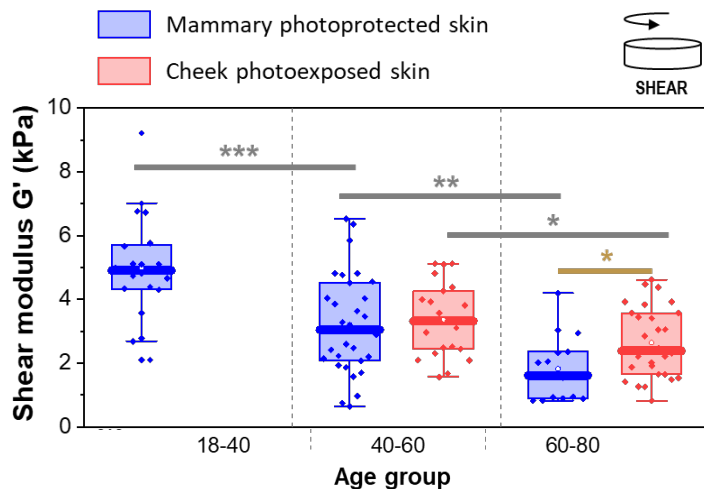 Mammary photoprotected skin
Cheek photoexposed skin
SHEAR
Shear modulus G' (kPa)
10
8
6
4
2
0
***
**
*
*
18-40
40-60
60-80
Age group